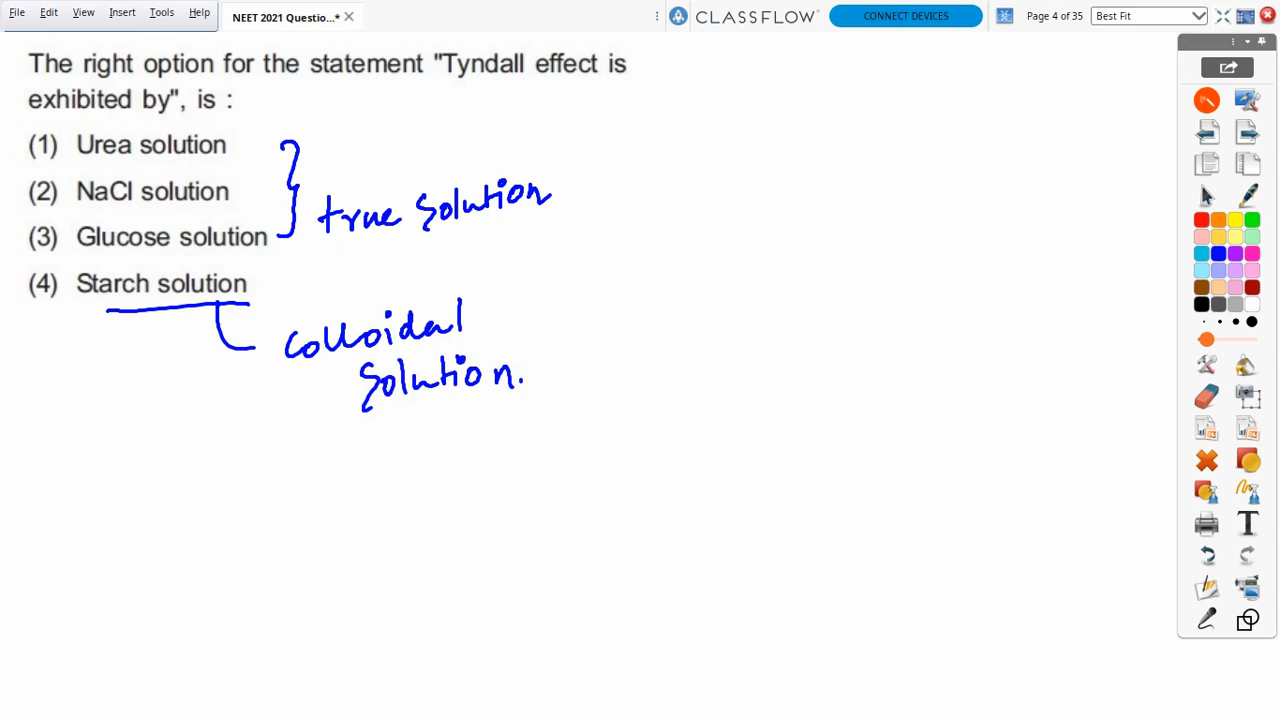 File Edit View Insert Tools Help
NEET 2021 Questio...*
CLASSFLOW
CONNECT DEVICES
Page 4 of 35
Best Fit
The right option for the statement "Tyndall effect is
exhibited by", is :
(1) Urea solution
(2) NaCl solution
true solution
(3) Glucose solution
(4) Starch solution
colloidal
solution.
T